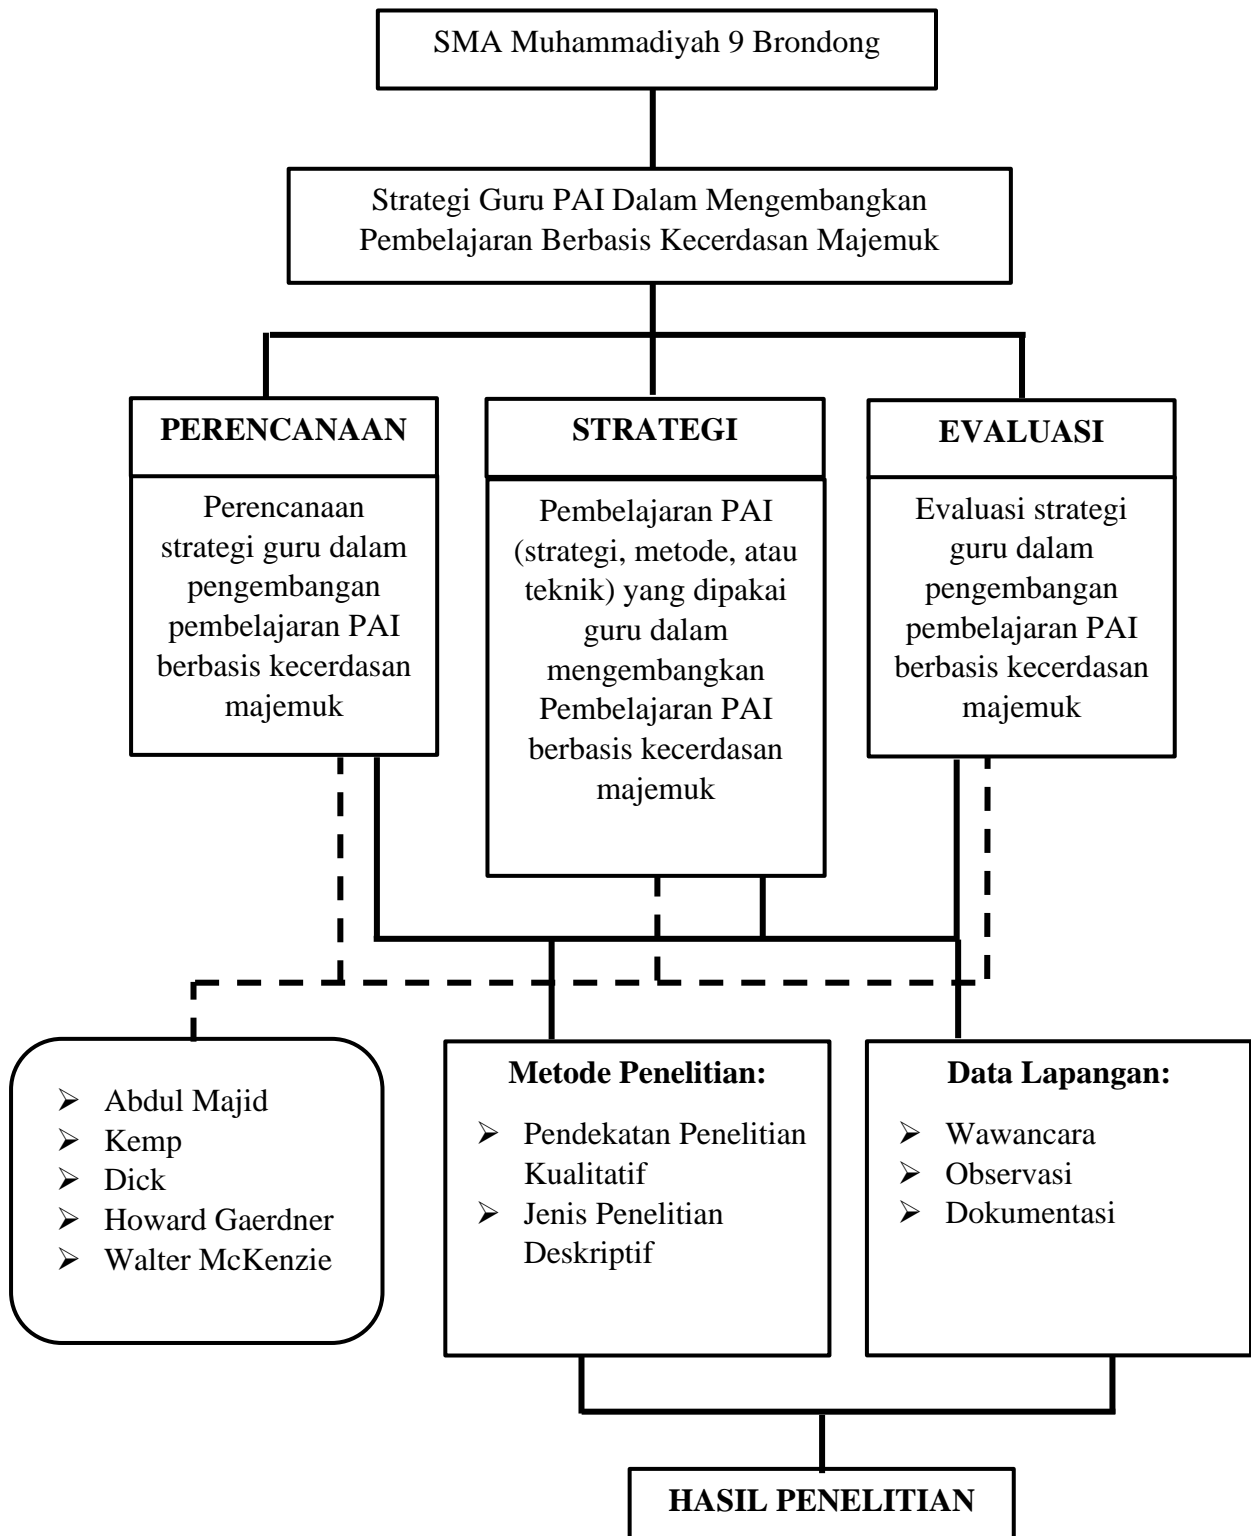 SMA Muhammadiyah 9 Brondong
Strategi Guru PAI Dalam Mengembangkan
Pembelajaran Berbasis Kecerdasan Majemuk
PERENCANAAN
Perencanaan
strategi guru dalam
pengembangan
pembelajaran PAI
berbasis kecerdasan
majemuk
STRATEGI
Pembelajaran PAI
(strategi, metode, atau
teknik) yang dipakai
guru dalam
mengembangkan
Pembelajaran PAI
berbasis kecerdasan
majemuk
EVALUASI
Evaluasi strategi
guru dalam
pengembangan
pembelajaran PAI
berbasis kecerdasan
majemuk
➢ Abdul Majid
➢ Kemp
➢ Dick
➢ Howard Gaerdner
➢ Walter McKenzie
Metode Penelitian:
➢ Pendekatan Penelitian
Kualitatif
➢ Jenis Penelitian
Deskriptif
Data Lapangan:
➢ Wawancara
➢ Observasi
➢ Dokumentasi
HASIL PENELITIAN